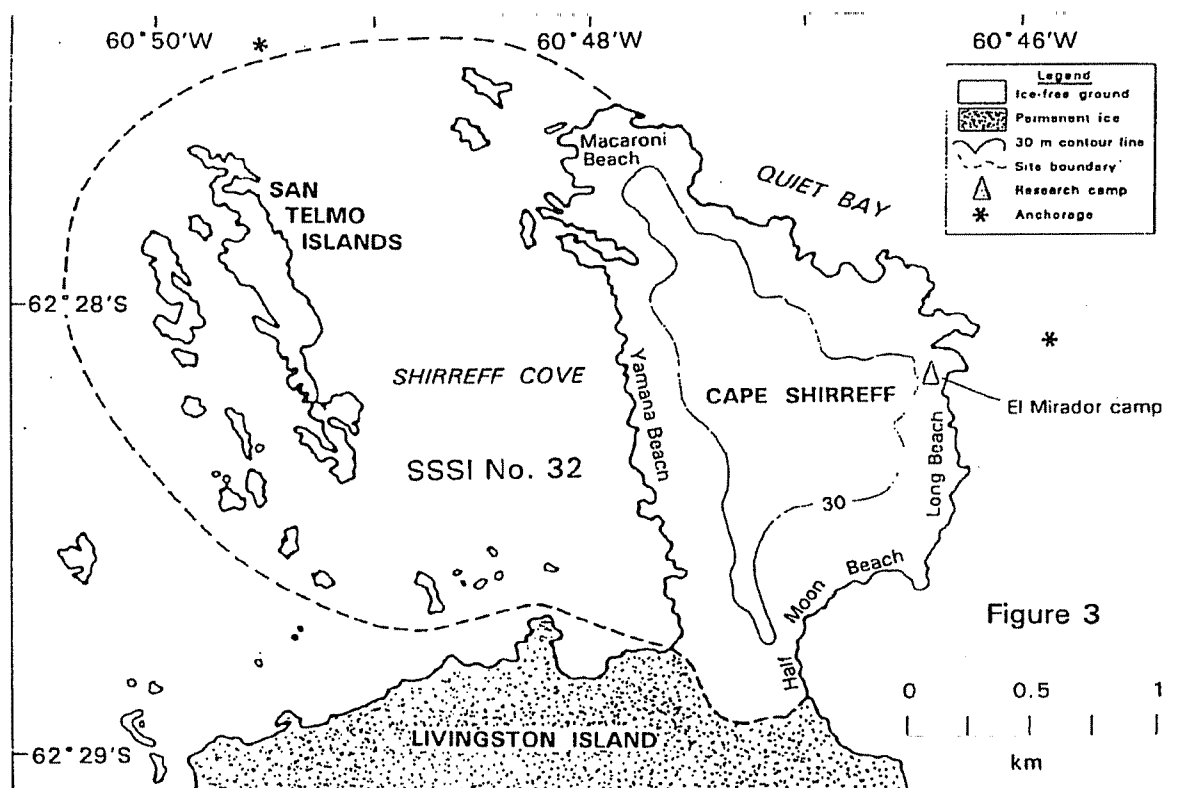 60°50'W
60°48'W
60°46'W
Legend
Ice-free ground
Permanent ice
30 m contour line
Site boundary
Research camp
Anchorage
Macaroni
Beach
QUIET BAY
SAN
TELMO
ISLANDS
62°28'S
SHIRREFF COVE
Yamana Beach
CAPE SHIRREFF
El Mirador camp
Long Beach
SSSI No. 32
30
Half Moon Beach
Figure 3
0 0.5 1
km
LIVINGSTON ISLAND
62°29'S